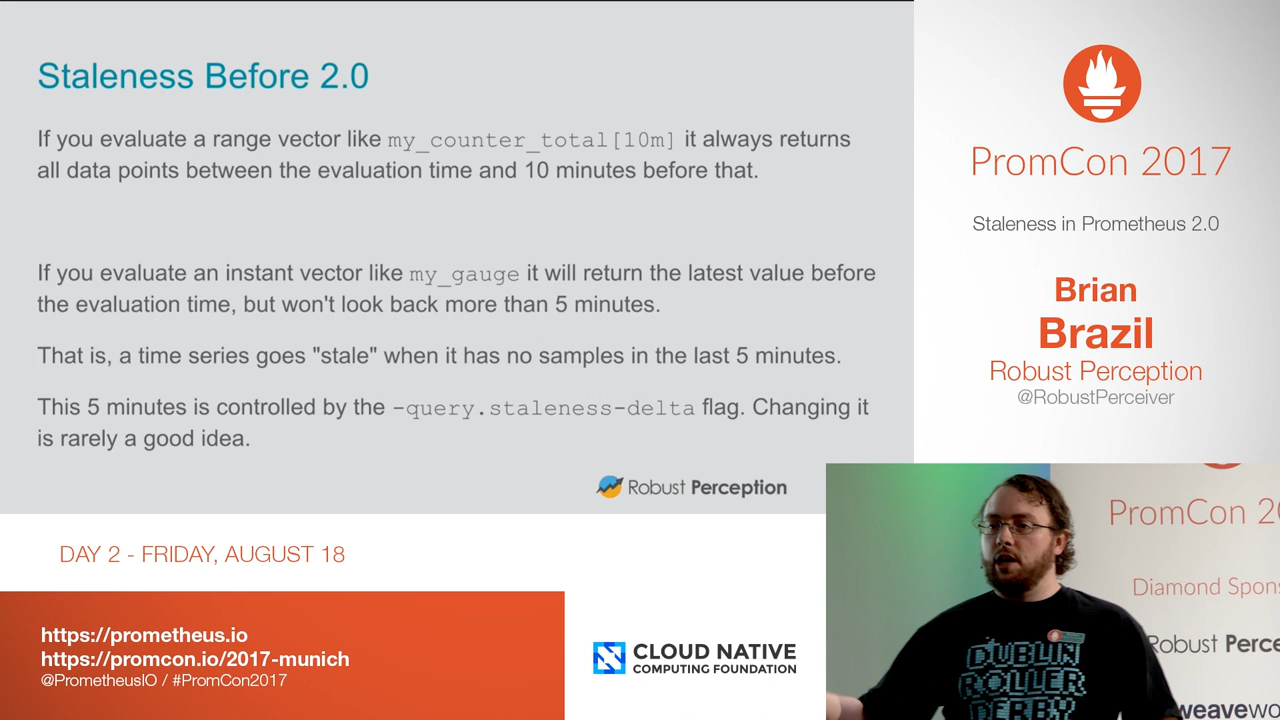 Staleness Before 2.0
If you evaluate a range vector like my_counter_total[10m] it always returns
all data points between the evaluation time and 10 minutes before that.
If you evaluate an instant vector like my_gauge it will return the latest value before
the evaluation time, but won't look back more than 5 minutes.
That is, a time series goes "stale" when it has no samples in the last 5 minutes.
This 5 minutes is controlled by the -query.staleness-delta flag. Changing it
is rarely a good idea.
Robust Perception
PromCon 2017
Staleness in Prometheus 2.0
Brian
Brazil
Robust Perception
@RobustPerceiver
DAY 2 - FRIDAY, AUGUST 18
https://prometheus.io
https://promcon.io/2017-munich
@PrometheusIO / #PromCon2017
CLOUD NATIVE
COMPUTING FOUNDATION
PromCon 20
Diamond Spons
Robust Perce
weavewo
DUBLIN
ROLLER
DERBY